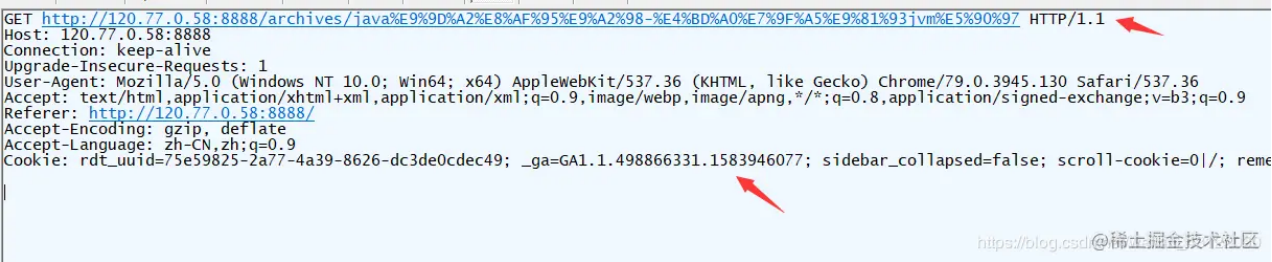 GET http://120.77.0.58:8888/archives/java%E9%9D%A2%E8%AF%95%E9%A2%98-%E4%BD%A0%E7%9F%A5%E9%81%93jvm%E5%90%97 HTTP/1.1
Host: 120.77.0.58:8888
Connection: keep-alive
Upgrade-Insecure-Requests: 1
User-Agent: Mozilla/5.0 (Windows NT 10.0; Win64; x64) AppleWebKit/537.36 (KHTML, like Gecko) Chrome/79.0.3945.130 Safari/537.36
Accept: text/html,application/xhtml+xml,application/xml;q=0.9,image/webp,image/apng,*/*;q=0.8,application/signed-exchange;v=b3;q=0.9
Referer: http://120.77.0.58:8888/
Accept-Encoding: gzip, deflate
Accept-Language: zh-CN,zh;q=0.9
Cookie: rdt_uuid=75e59825-2a77-4a39-8626-dc3de0cdec49; _ga=GA1.1.498866331.1583946077; sidebar_collapsed=false; scroll-cookie=0|/; reme
@稀土掘金技术社区